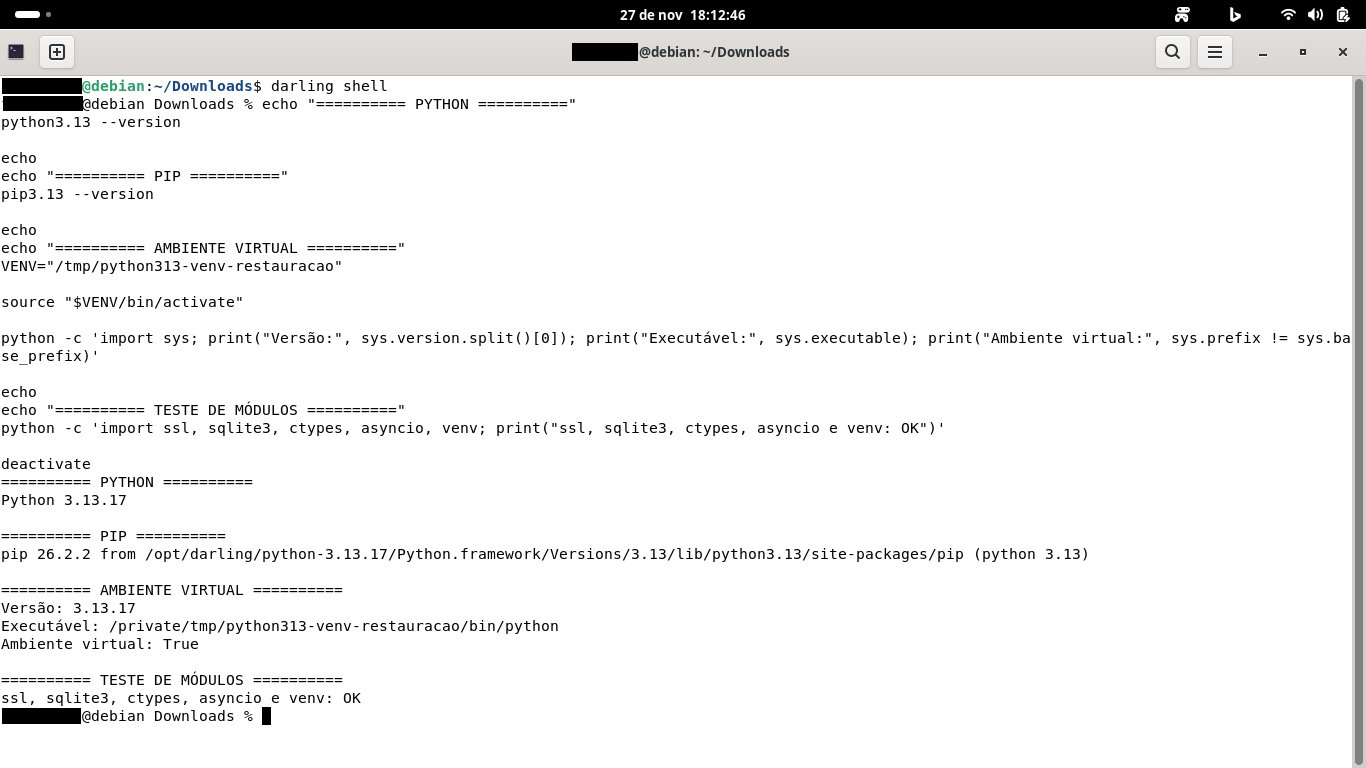 27 de nov 18:12:46
@debian: ~/Downloads
@debian:~/Downloads$ darling shell
@debian Downloads % echo "========== PYTHON =========="
python3.13 --version
echo
echo "========== PIP =========="
pip3.13 --version
echo
echo "========== AMBIENTE VIRTUAL =========="
VENV="/tmp/python313-venv-restauracao"
source "$VENV/bin/activate"
python -c 'import sys; print("Versão:", sys.version.split()[0]); print("Executável:", sys.executable); print("Ambiente virtual:", sys.prefix != sys.ba
se_prefix)'
echo
echo "========== TESTE DE MÓDULOS =========="
python -c 'import ssl, sqlite3, ctypes, asyncio, venv; print("ssl, sqlite3, ctypes, asyncio e venv: OK")'
deactivate
========== PYTHON ==========
Python 3.13.17
========== PIP ==========
pip 26.2.2 from /opt/darling/python-3.13.17/Python.framework/Versions/3.13/lib/python3.13/site-packages/pip (python 3.13)
========== AMBIENTE VIRTUAL ==========
Versão: 3.13.17
Executável: /private/tmp/python313-venv-restauracao/bin/python
Ambiente virtual: True
========== TESTE DE MÓDULOS ==========
ssl, sqlite3, ctypes, asyncio e venv: OK
@debian Downloads %